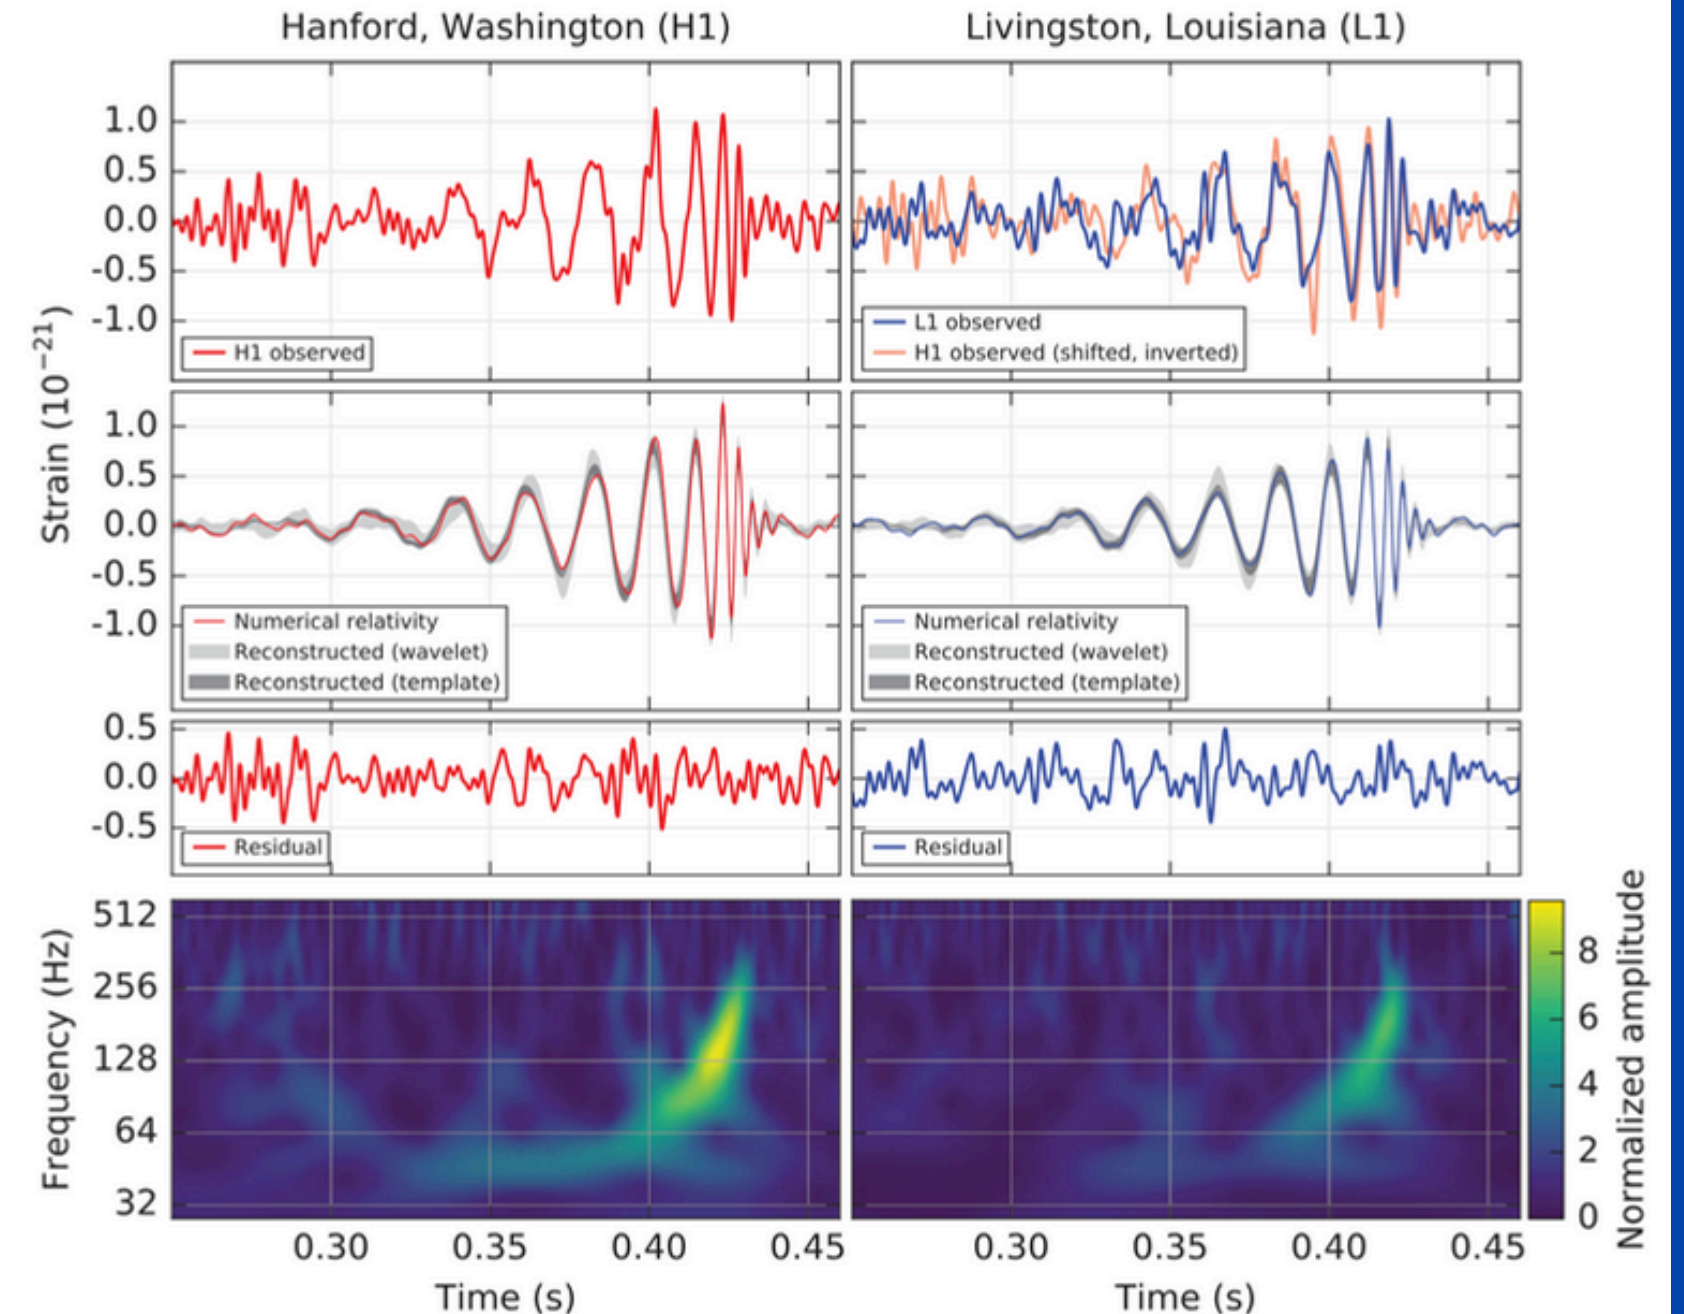 Hanford, Washington (H1)
Livingston, Louisiana (L1)
Strain (10⁻²¹)
1.0
0.5
0.0
-0.5
-1.0
H1 observed
L1 observed
H1 observed (shifted, inverted)
1.0
0.5
0.0
-0.5
-1.0
Numerical relativity
Reconstructed (wavelet)
Reconstructed (template)
Numerical relativity
Reconstructed (wavelet)
Reconstructed (template)
0.5
0.0
-0.5
Residual
Residual
Frequency (Hz)
512
256
128
64
32
Normalized amplitude
8
6
4
2
0
0.30 0.35 0.40 0.45
0.30 0.35 0.40 0.45
Time (s)
Time (s)